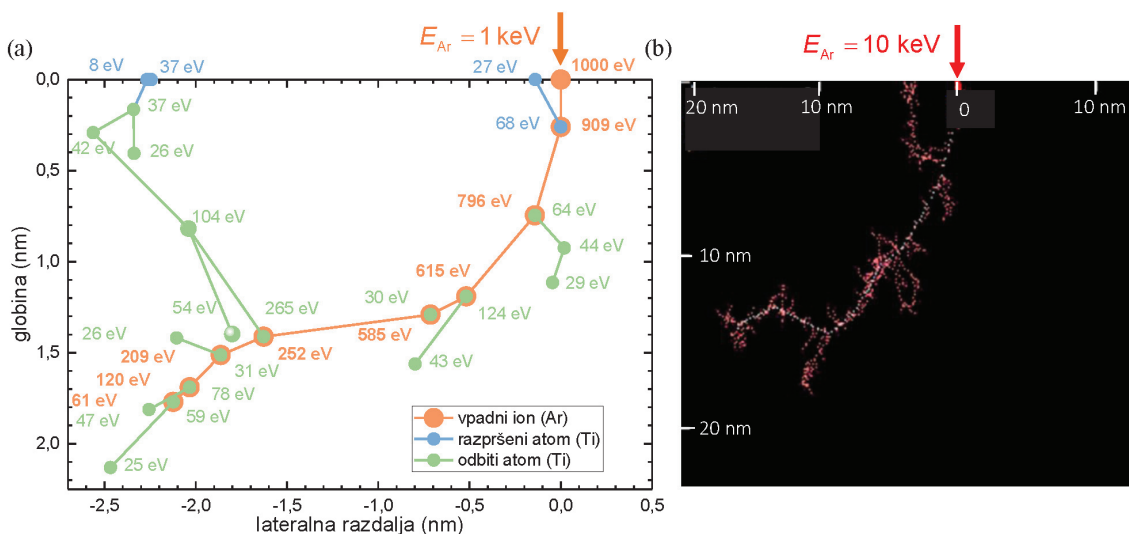 (a)
E_Ar = 1 keV
8 eV
37 eV
27 eV
1000 eV
0,0
37 eV
68 eV
909 eV
42 eV
26 eV
0,5
796 eV
64 eV
104 eV
44 eV
1,0
615 eV
29 eV
54 eV
265 eV
30 eV
124 eV
26 eV
585 eV
1,5
209 eV
252 eV
43 eV
31 eV
120 eV
78 eV
61 eV
47 eV
59 eV
2,0
25 eV
globina (nm)
vpadni ion (Ar)
razpršeni atom (Ti)
odbiti atom (Ti)
-2,5 -2,0 -1,5 -1,0 -0,5 0,0 0,5
lateralna razdalja (nm)
(b)
E_Ar = 10 keV
20 nm 10 nm 0 10 nm
10 nm
20 nm